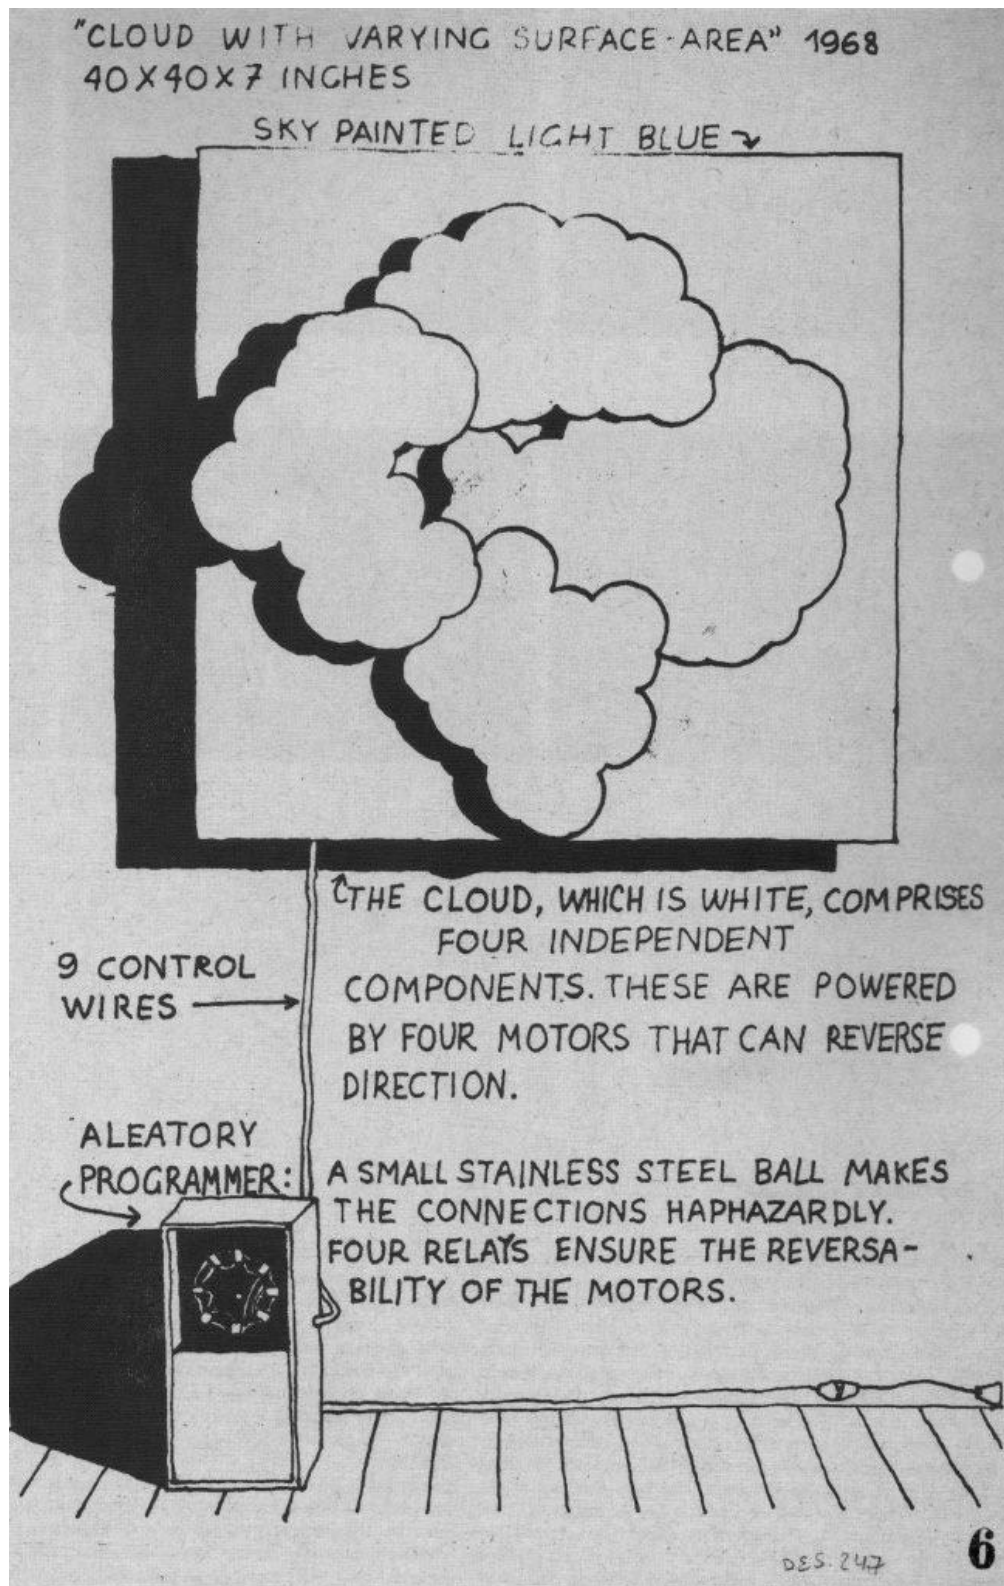 "CLOUD WITH VARYING SURFACE-AREA" 1968
40X40X7 INCHES
SKY PAINTED LIGHT BLUE
THE CLOUD, WHICH IS WHITE, COMPRISES
FOUR INDEPENDENT
COMPONENTS. THESE ARE POWERED
BY FOUR MOTORS THAT CAN REVERSE
DIRECTION.
9 CONTROL
WIRES
ALEATORY
PROGRAMMER:
A SMALL STAINLESS STEEL BALL MAKES
THE CONNECTIONS HAPHAZARDLY.
FOUR RELAYS ENSURE THE REVERSA-
BILITY OF THE MOTORS.
DES. 247
6